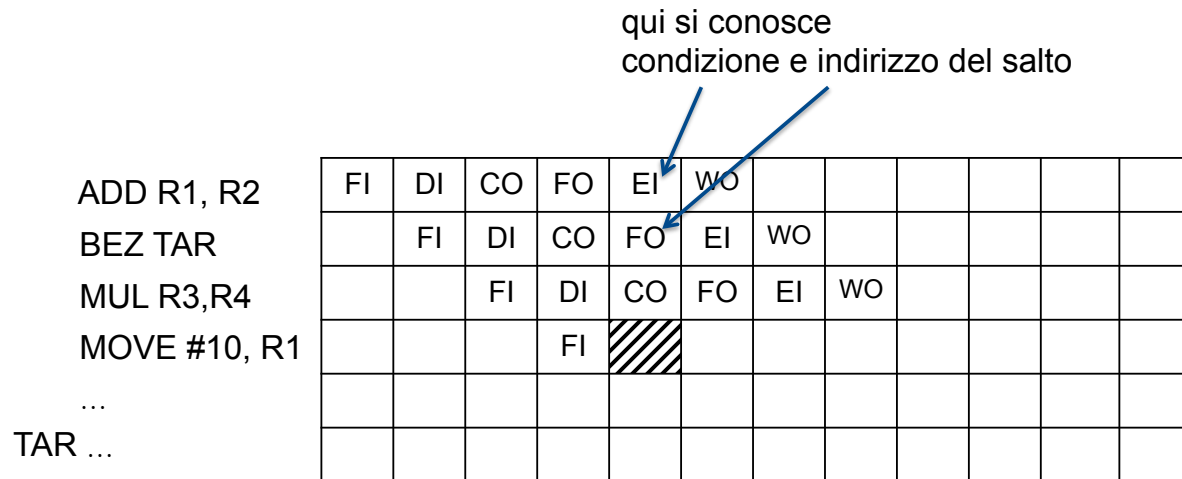 qui si conosce
condizione e indirizzo del salto
ADD R1, R2 FI DI CO FO EI WO
BEZ TAR FI DI CO FO EI WO
MUL R3,R4 FI DI CO FO EI WO
MOVE #10, R1 FI
...
TAR ...